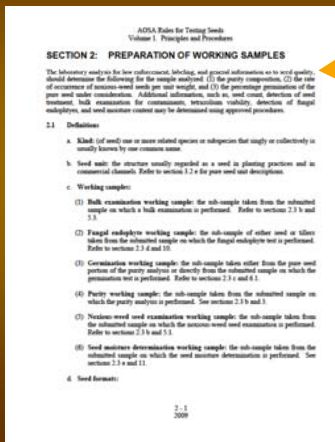 AOSA Rules for Testing Seeds
Volume 1. Principles and Procedures
SECTION 2: PREPARATION OF WORKING SAMPLES
The laboratory analysis for law enforcement, labeling, and general information as to seed quality,
should determine the following for the sample analyzed: (1) the purity composition, (2) the rate
of occurrence of noxious-weed seeds per unit weight, and (3) the percentage germination of the
pure seed under consideration. Additional information, such as, seed count, detection of seed
treatment, bulk examination for contaminants, tetrazolium viability, detection of fungal
endophytes, and seed moisture content may be determined using approved procedures.
2.1 Definitions
a. Kind: (of seed) one or more related species or subspecies that singly or collectively is
usually known by one common name.
b. Seed unit: the structure usually regarded as a seed in planting practices and in
commercial channels. Refer to section 3.2 e for pure seed unit descriptions.
c. Working samples:
(1) Bulk examination working sample: the sub-sample taken from the submitted
sample on which a bulk examination is performed. Refer to sections 2.3 b and
5.3.
(2) Fungal endophyte working sample: the sub-sample of either seed or tillers
taken from the submitted sample on which the fungal endophyte test is performed.
Refer to sections 2.3 d and 10.
(3) Germination working sample: the sub-sample taken either from the pure seed
portion of the purity analysis or directly from the submitted sample on which the
germination test is performed. Refer to sections 2.3 c and 6.1.
(4) Purity working sample: the sub-sample taken from the submitted sample on
which the purity analysis is performed. See sections 2.3 b and 3.
(5) Noxious-weed seed examination working sample: the sub-sample taken from
the submitted sample on which the noxious-weed seed examination is performed.
Refer to sections 2.3 b and 5.1.
(6) Seed moisture determination working sample: the sub-sample taken from the
submitted sample on which the seed moisture determination is performed. See
sections 2.3 e and 11.
d. Seed formats:
2 - 1
2009